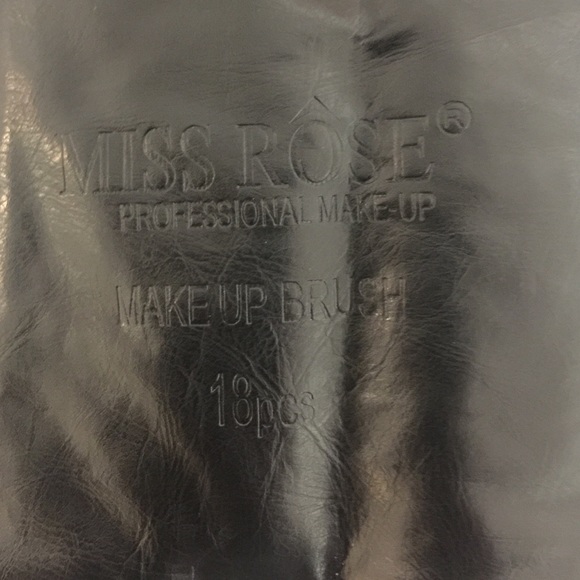 MISS RÔSE®
PROFESSIONAL MAKE-UP
MAKE UP BRUSH
18pcs